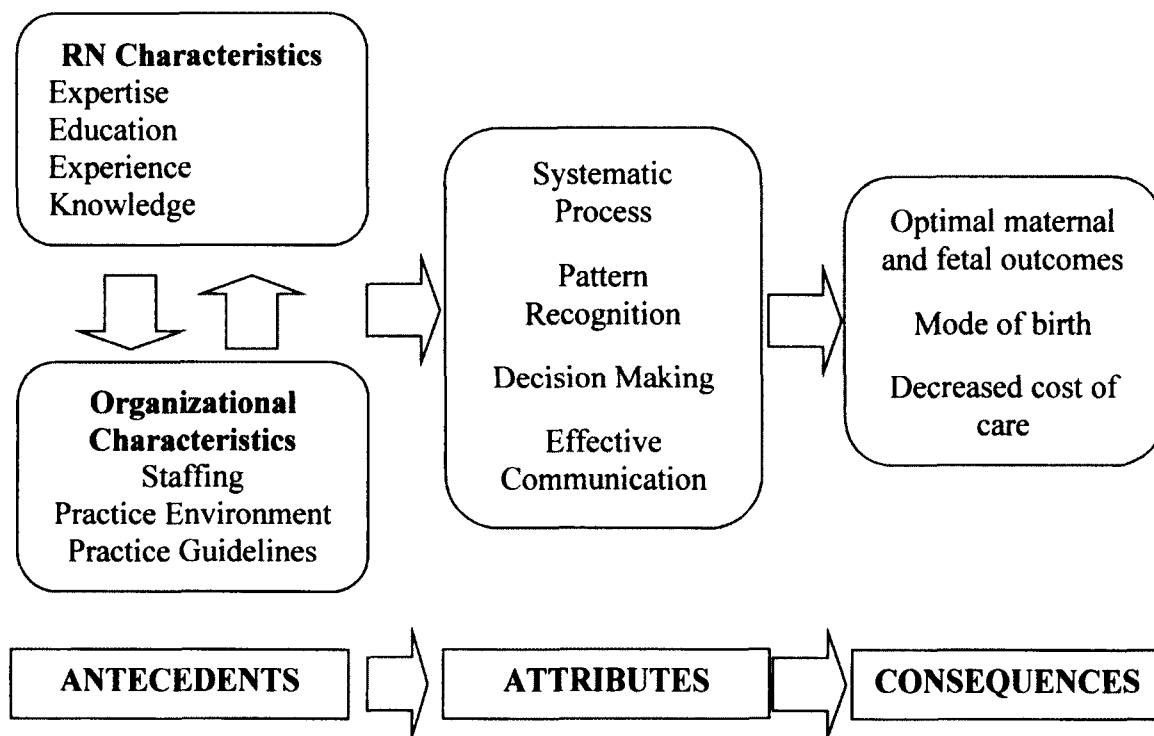 RN Characteristics
Expertise
Education
Experience
Knowledge
Organizational
Characteristics
Staffing
Practice Environment
Practice Guidelines
Systematic
Process
Pattern
Recognition
Decision Making
Effective
Communication
Optimal maternal
and fetal outcomes
Mode of birth
Decreased cost of
care
ANTECEDENTS
ATTRIBUTES
CONSEQUENCES